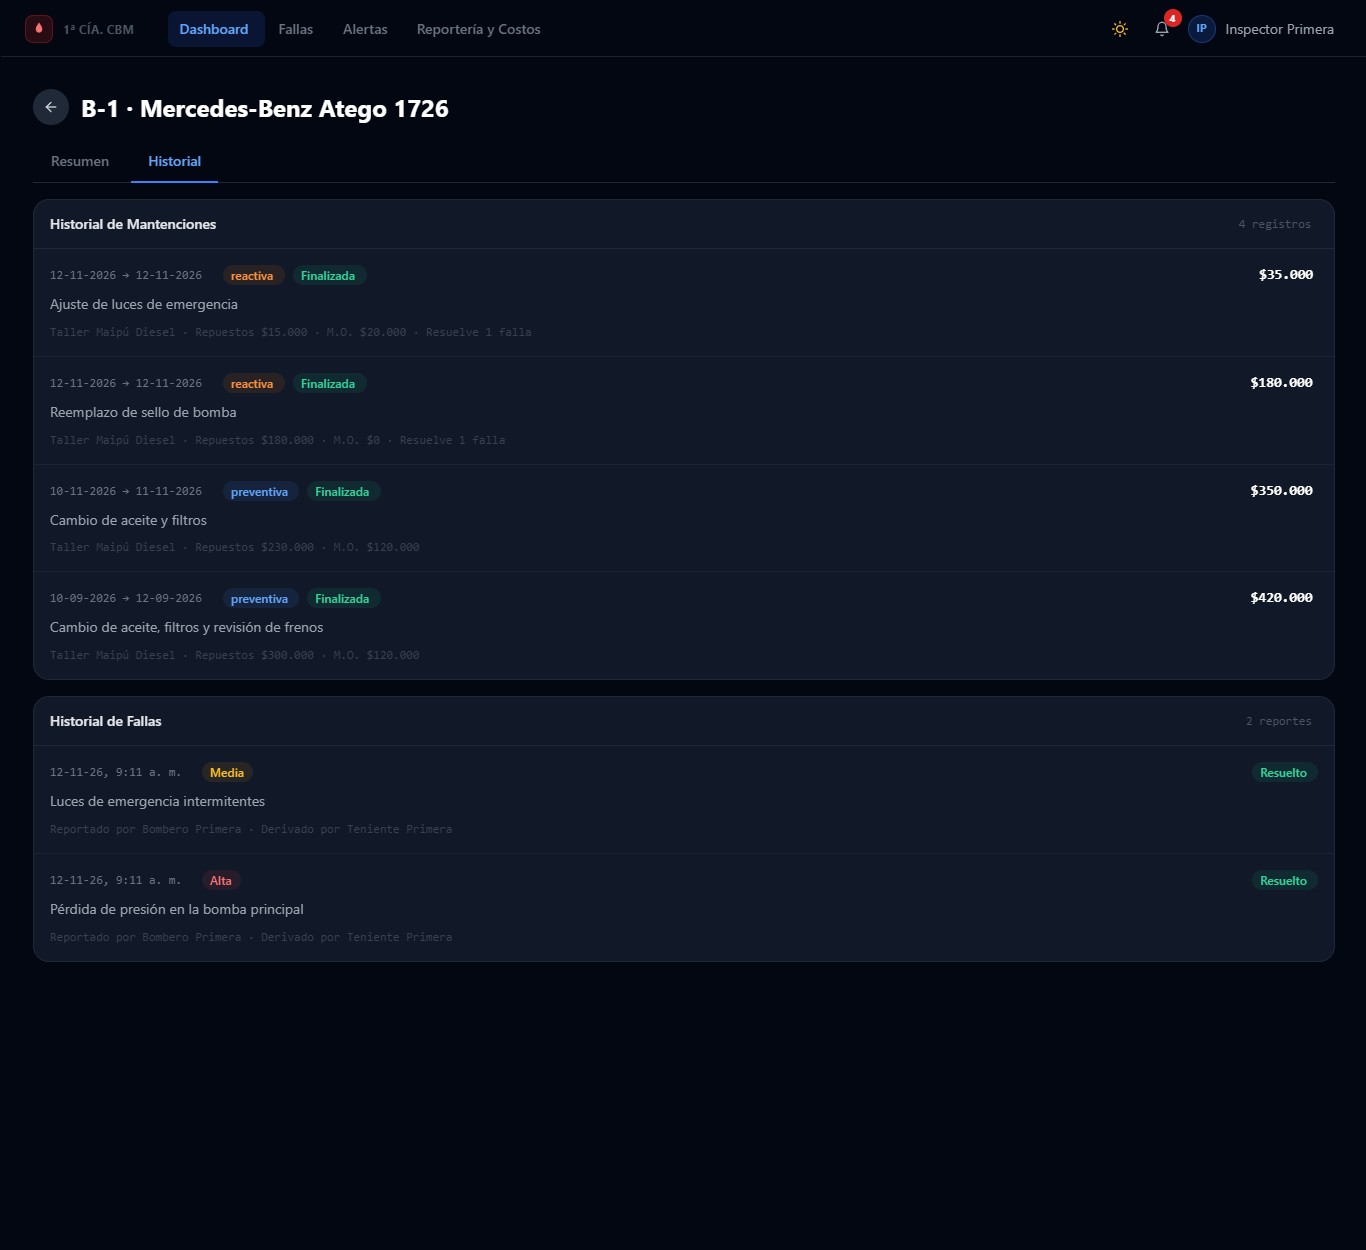 1ª CÍA. CBM Dashboard Fallas Alertas Reportería y Costos 4 IP Inspector Primera
B-1 · Mercedes-Benz Atego 1726
Resumen Historial
Historial de Mantenciones 4 registros
12-11-2026 → 12-11-2026 reactiva Finalizada $35.000
Ajuste de luces de emergencia
Taller Maipú Diesel · Repuestos $15.000 · M.O. $20.000 · Resuelve 1 falla
12-11-2026 → 12-11-2026 reactiva Finalizada $180.000
Reemplazo de sello de bomba
Taller Maipú Diesel · Repuestos $180.000 · M.O. $0 · Resuelve 1 falla
10-11-2026 → 11-11-2026 preventiva Finalizada $350.000
Cambio de aceite y filtros
Taller Maipú Diesel · Repuestos $230.000 · M.O. $120.000
10-09-2026 → 12-09-2026 preventiva Finalizada $420.000
Cambio de aceite, filtros y revisión de frenos
Taller Maipú Diesel · Repuestos $300.000 · M.O. $120.000
Historial de Fallas 2 reportes
12-11-26, 9:11 a. m. Media Resuelto
Luces de emergencia intermitentes
Reportado por Bombero Primera · Derivado por Teniente Primera
12-11-26, 9:11 a. m. Alta Resuelto
Pérdida de presión en la bomba principal
Reportado por Bombero Primera · Derivado por Teniente Primera